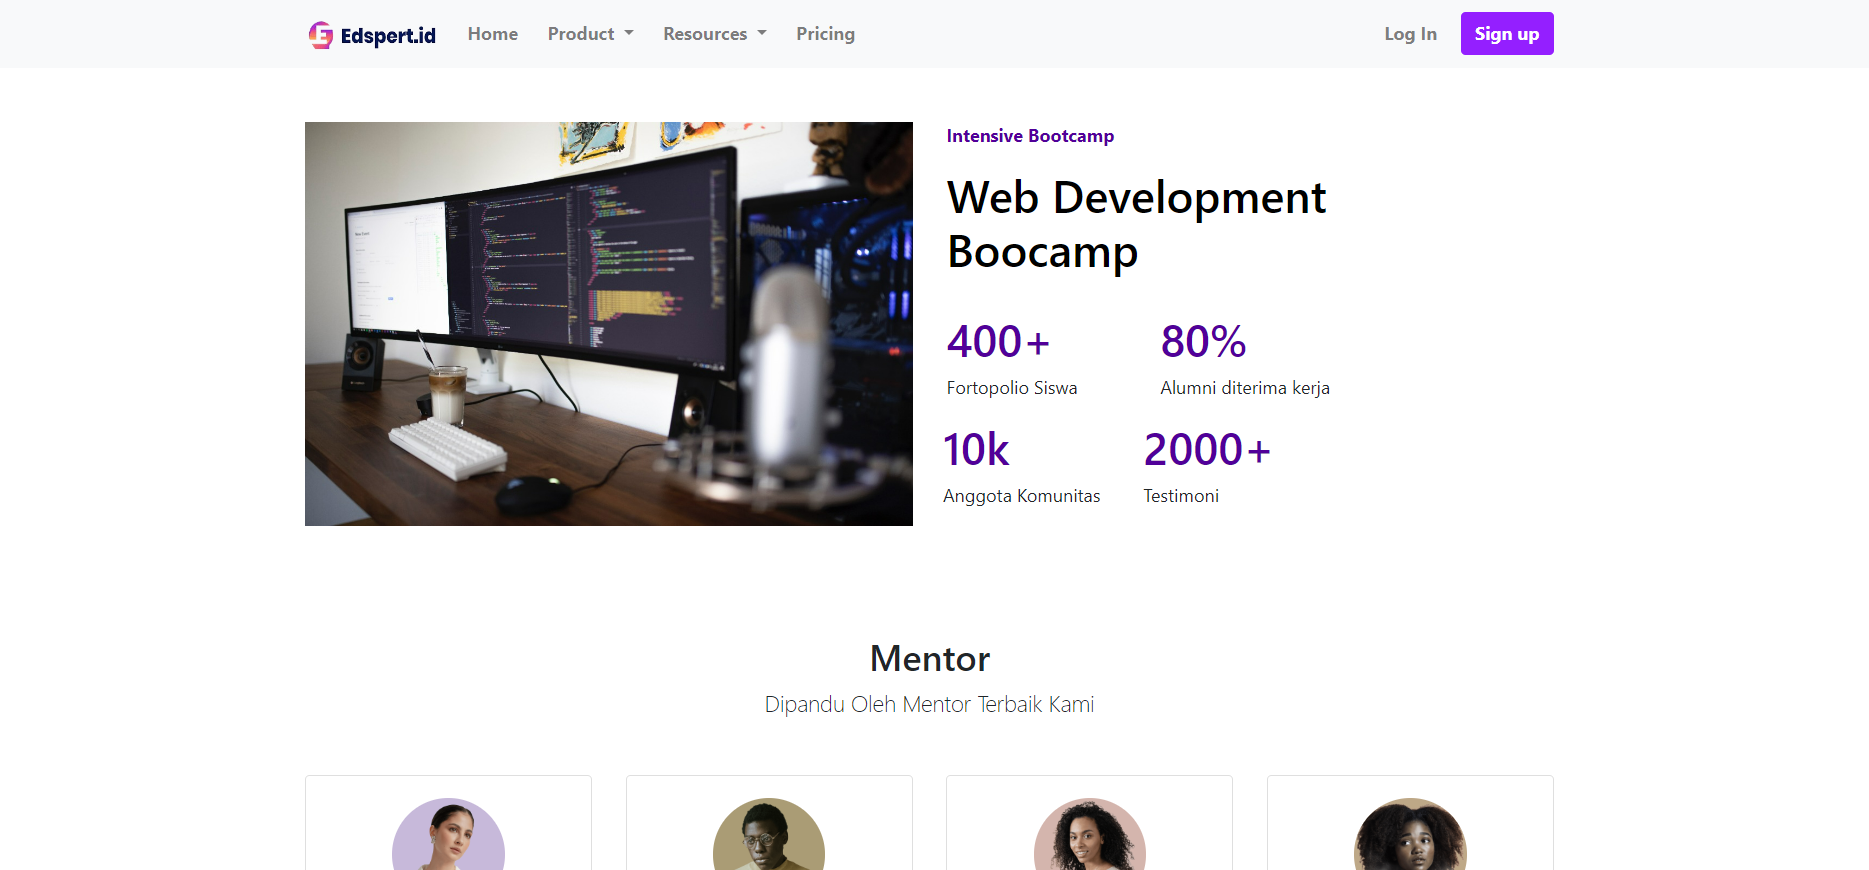 Edspert.id Home Product Resources Pricing Log In Sign up
Intensive Bootcamp
Web Development
Boocamp
400+ 80%
Fortopolio Siswa Alumni diterima kerja
10k 2000+
Anggota Komunitas Testimoni
Mentor
Dipandu Oleh Mentor Terbaik Kami